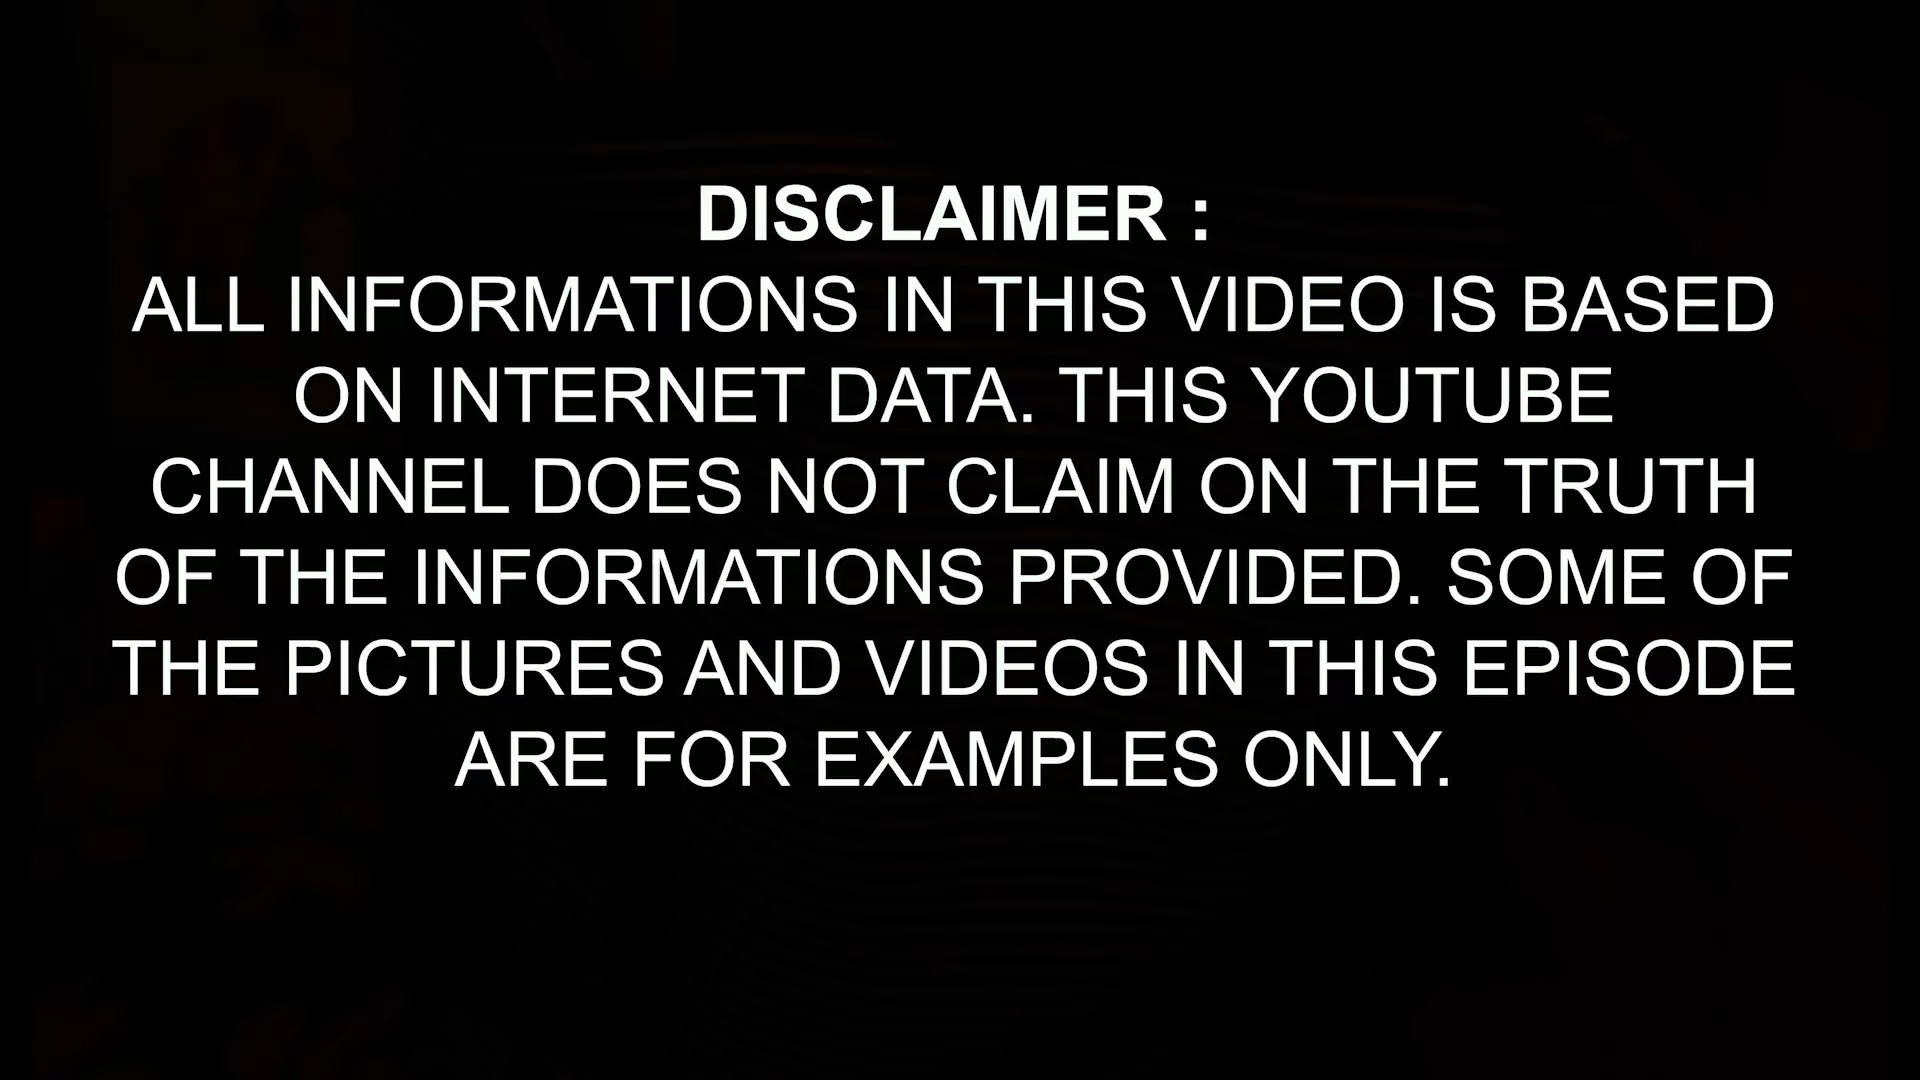 DISCLAIMER :
ALL INFORMATIONS IN THIS VIDEO IS BASED
ON INTERNET DATA. THIS YOUTUBE
CHANNEL DOES NOT CLAIM ON THE TRUTH
OF THE INFORMATIONS PROVIDED. SOME OF
THE PICTURES AND VIDEOS IN THIS EPISODE
ARE FOR EXAMPLES ONLY.